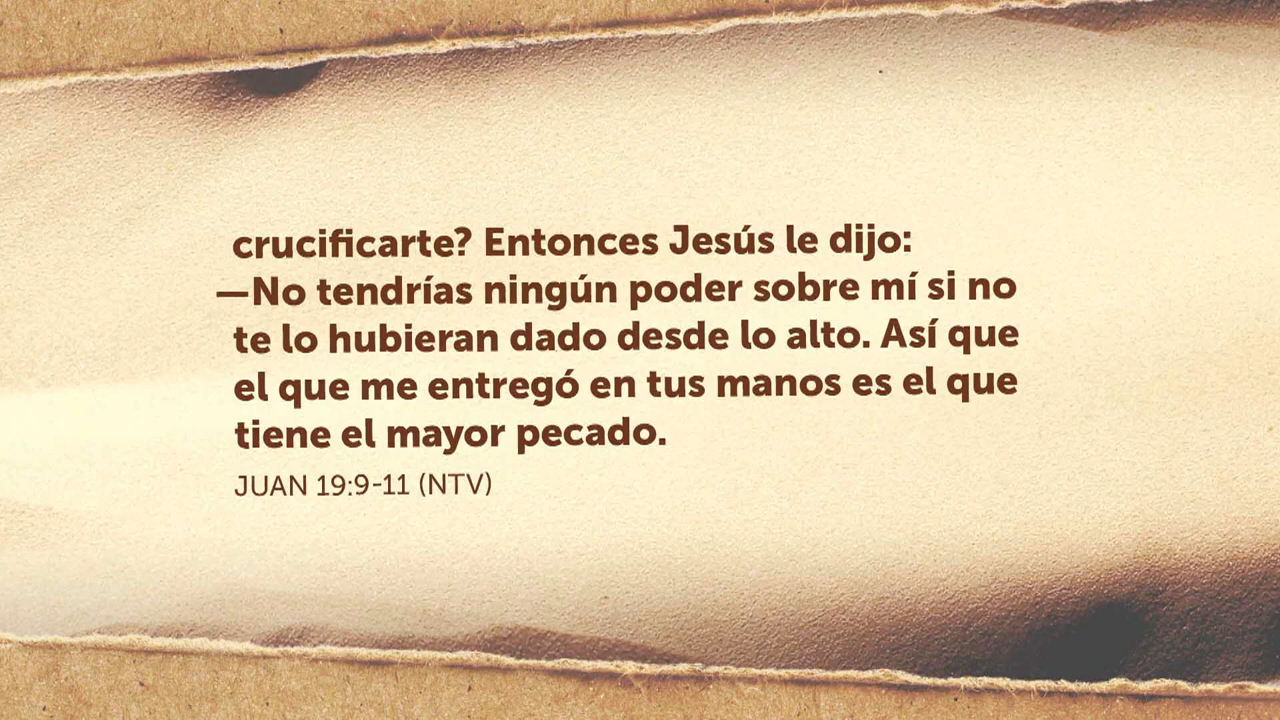 crucificarte? Entonces Jesús le dijo:
—No tendrías ningún poder sobre mí si no
te lo hubieran dado desde lo alto. Así que
el que me entregó en tus manos es el que
tiene el mayor pecado.
JUAN 19:9-11 (NTV)